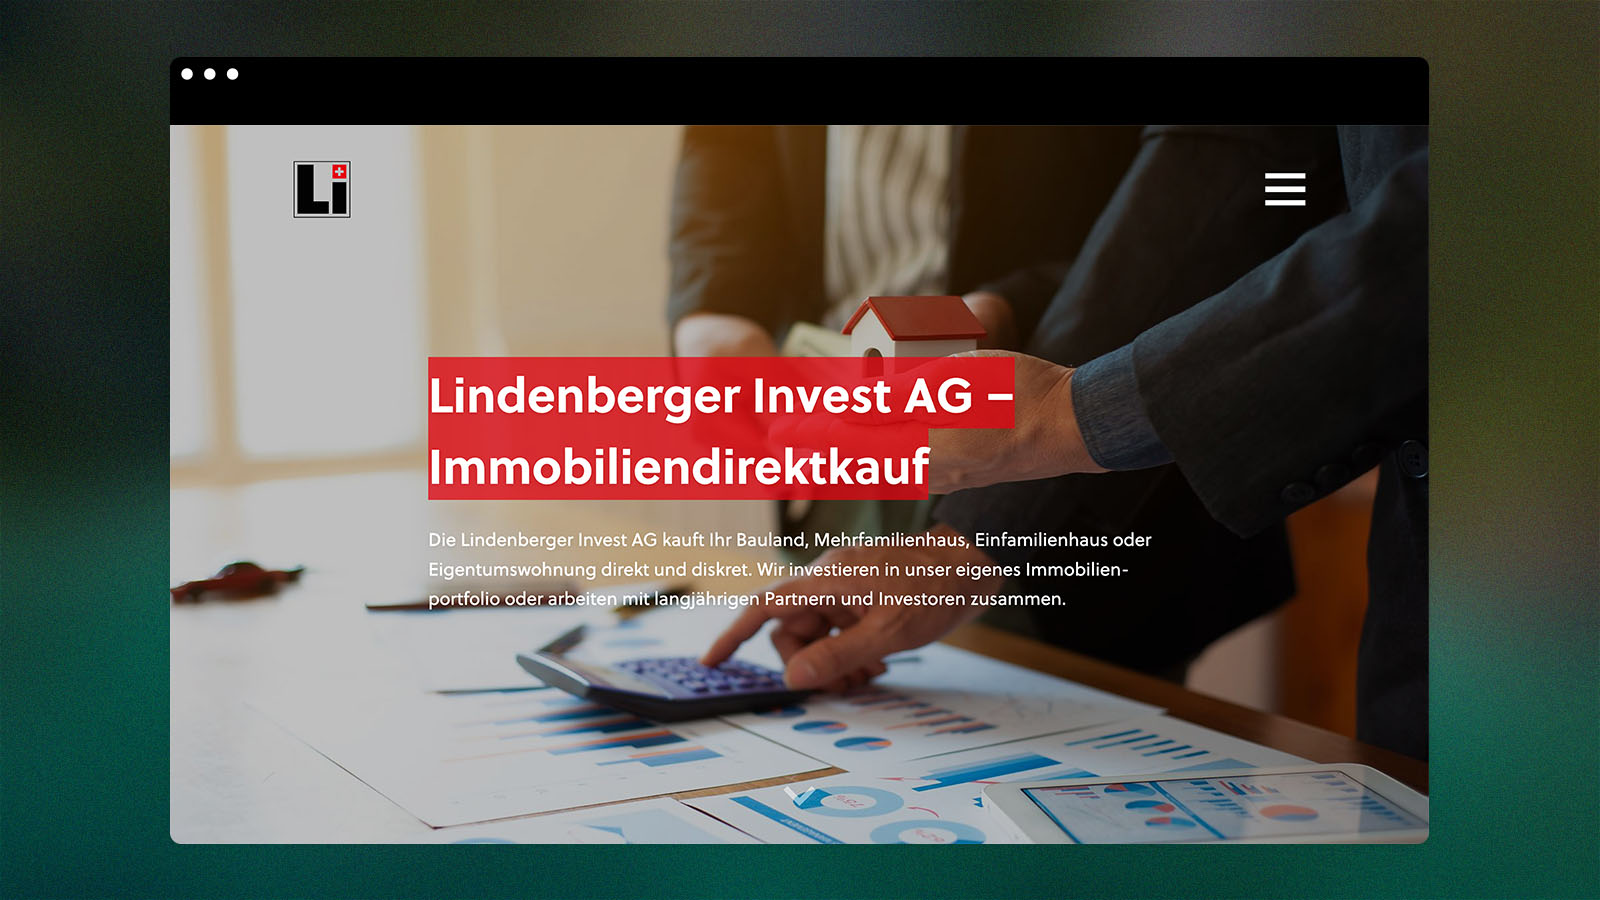 Li
Lindenberger Invest AG –
Immobiliendirektkauf
Die Lindenberger Invest AG kauft Ihr Bauland, Mehrfamilienhaus, Einfamilienhaus oder
Eigentumswohnung direkt und diskret. Wir investieren in unser eigenes Immobilien-
portfolio oder arbeiten mit langjährigen Partnern und Investoren zusammen.